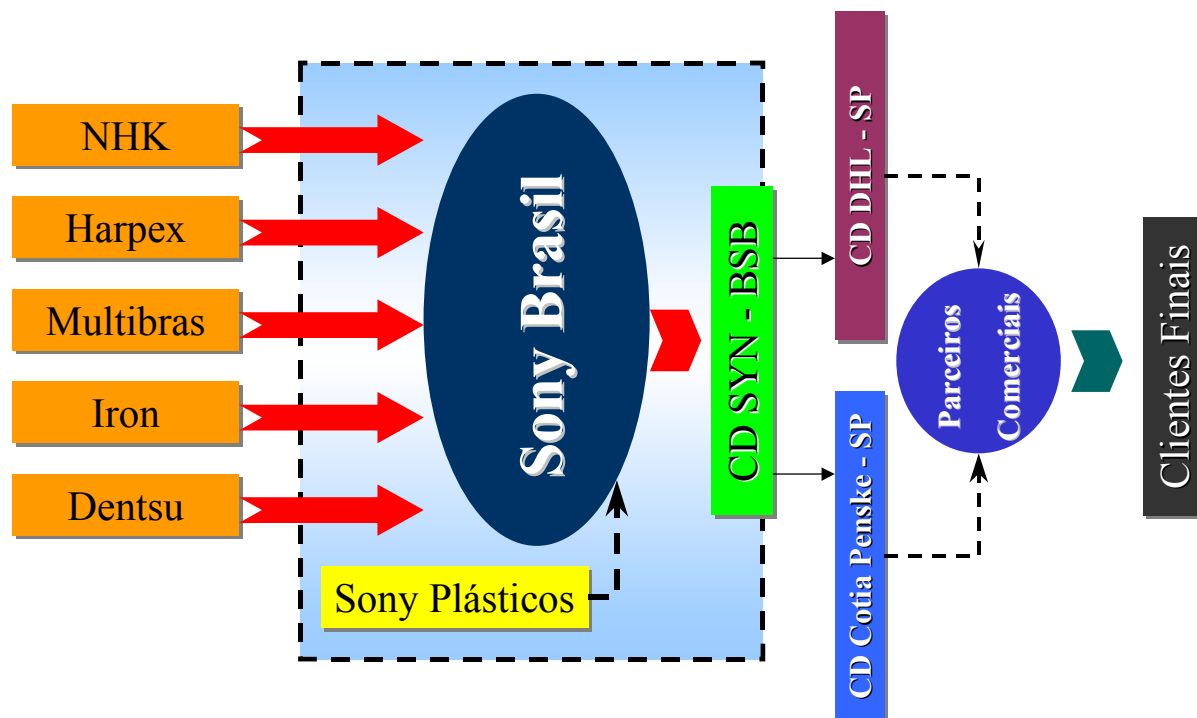 NHK
Harpex
Multibras
Iron
Dentsu
Sony Plásticos
Sony Brasil
CD SYN - BSB
CD DHL - SP
CD Cotia Penske - SP
Parceiros
Comerciais
Clientes Finais